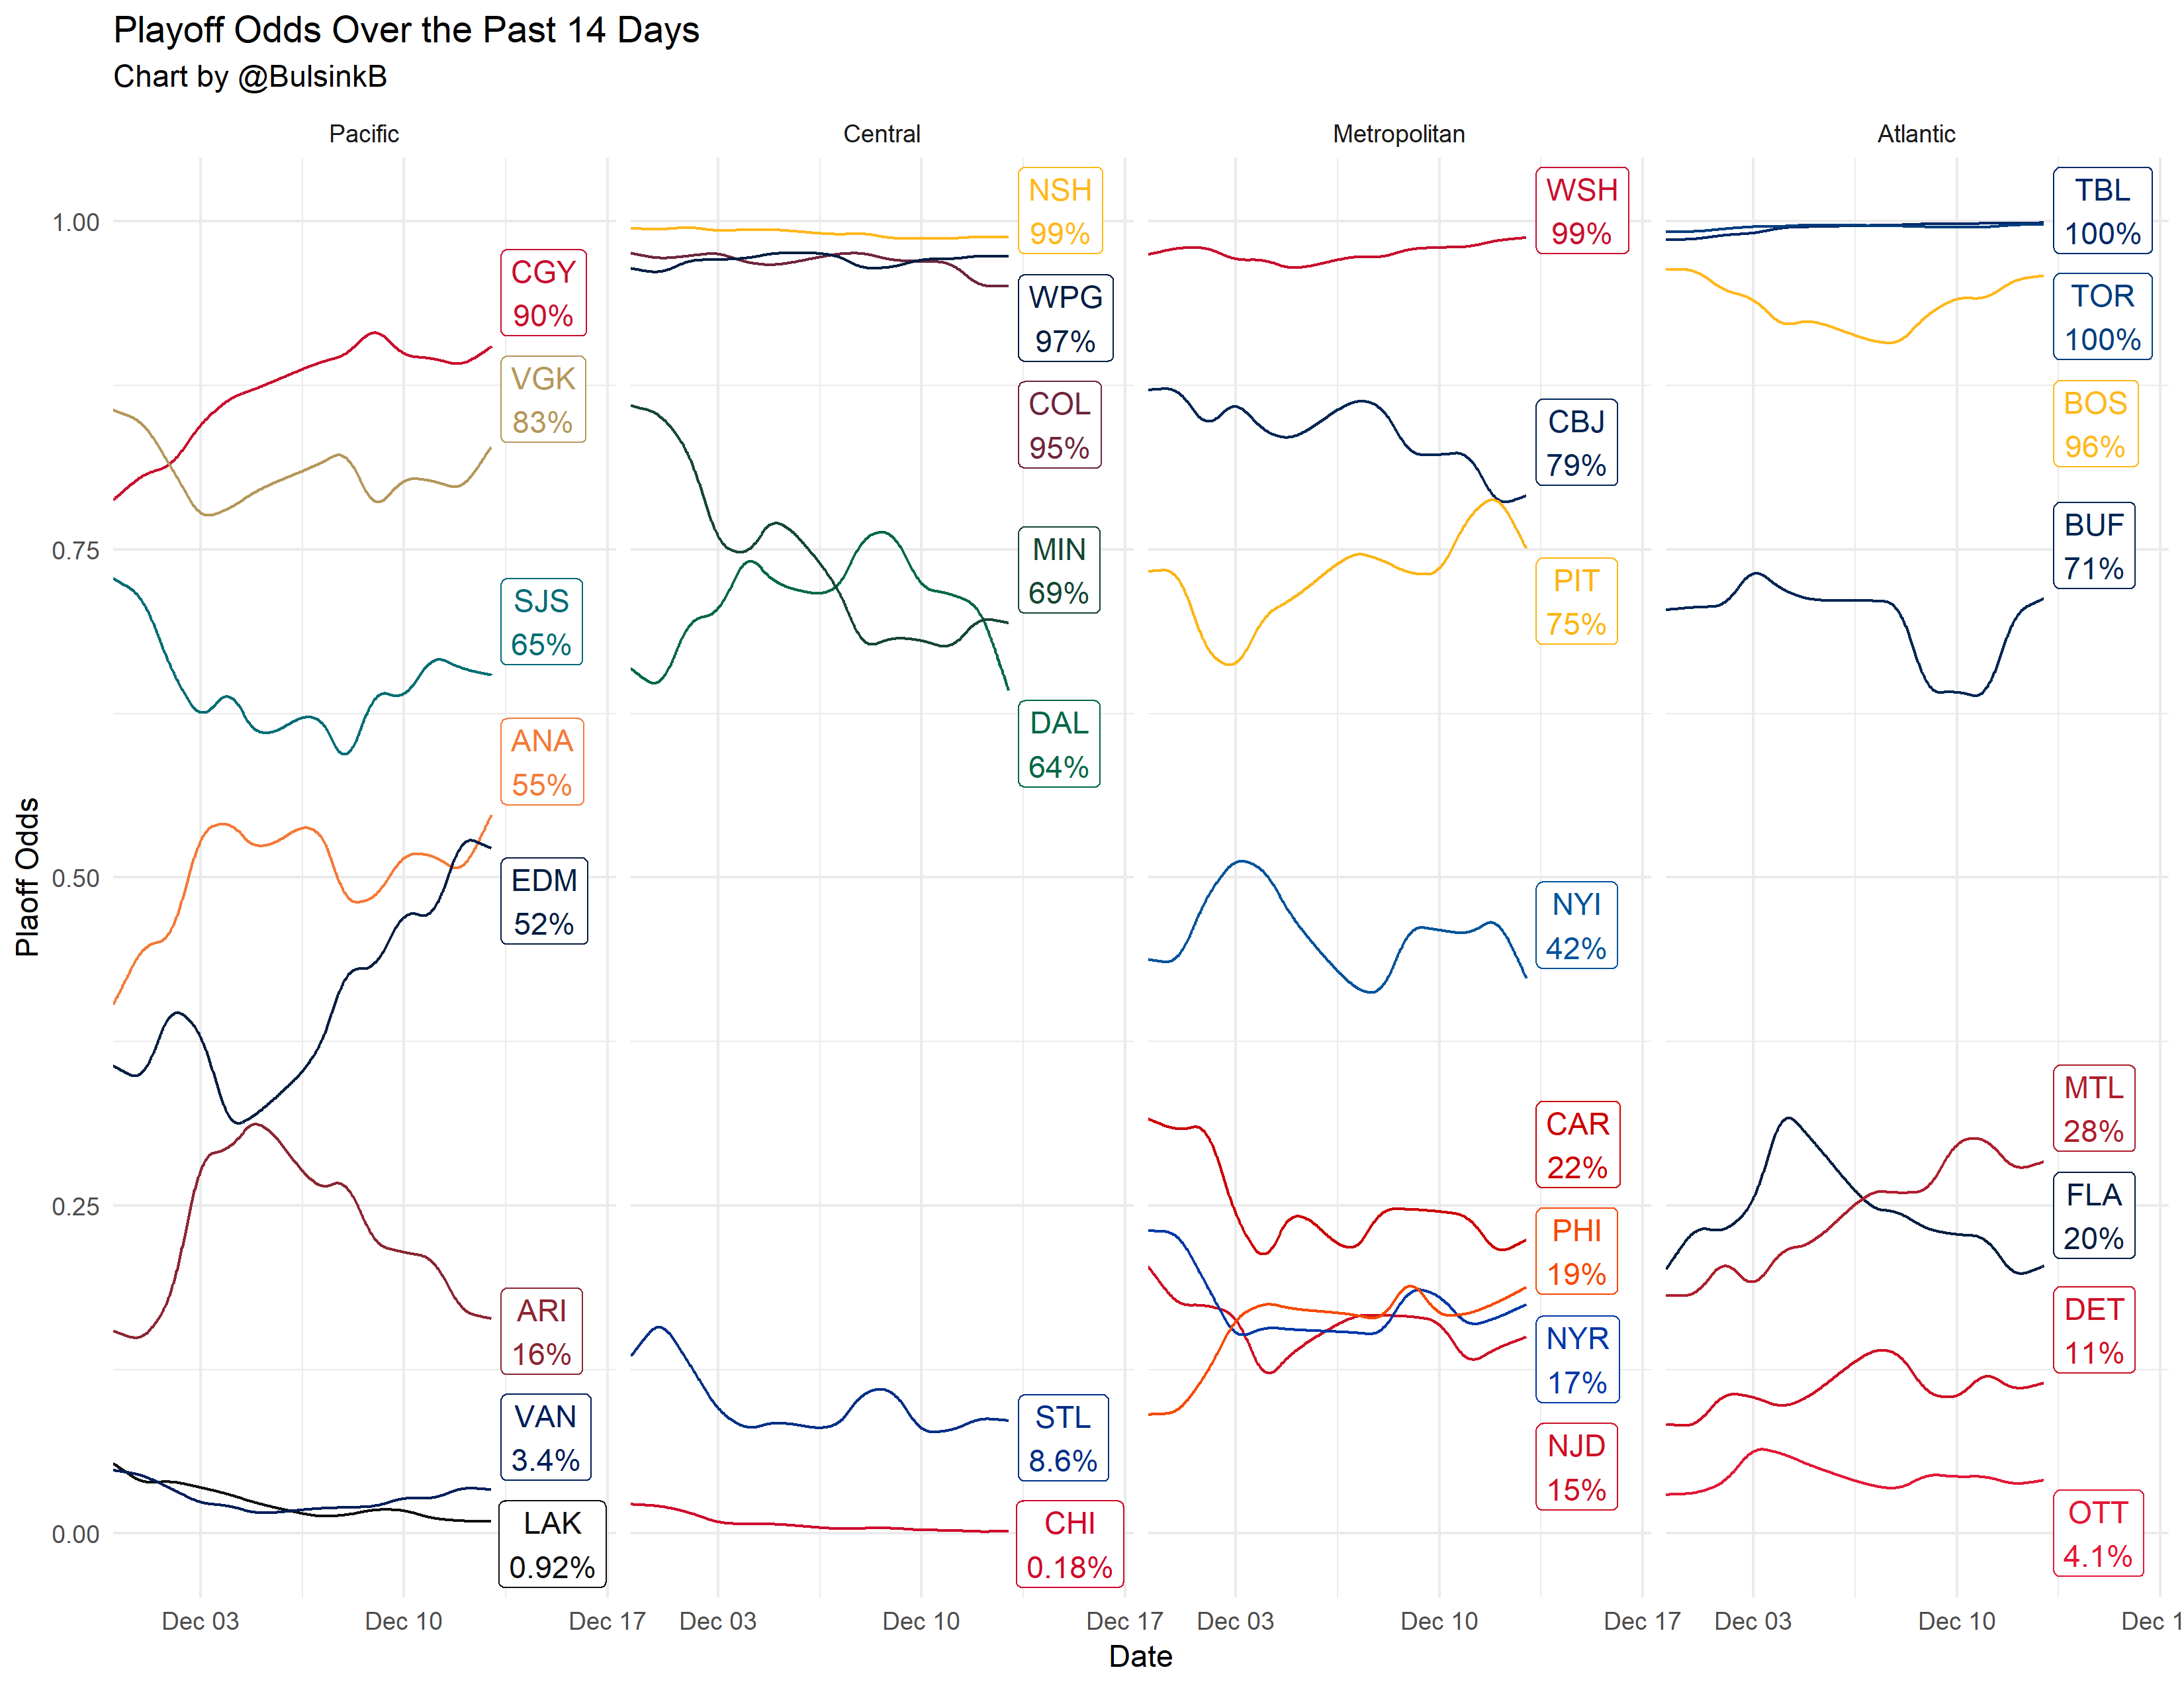 Playoff Odds Over the Past 14 Days
Chart by @BulsinkB
Pacific
Central
Metropolitan
Atlantic
Plaoff Odds
1.00
0.75
0.50
0.25
0.00
CGY
90%
VGK
83%
SJS
65%
ANA
55%
EDM
52%
ARI
16%
VAN
3.4%
LAK
0.92%
NSH
99%
WPG
97%
COL
95%
MIN
69%
DAL
64%
STL
8.6%
CHI
0.18%
WSH
99%
CBJ
79%
PIT
75%
NYI
42%
CAR
22%
PHI
19%
NYR
17%
NJD
15%
TBL
100%
TOR
100%
BOS
96%
BUF
71%
MTL
28%
FLA
20%
DET
11%
OTT
4.1%
Dec 03
Dec 10
Dec 17
Dec 03
Dec 10
Dec 17
Dec 03
Dec 10
Dec 17
Dec 03
Dec 10
Dec 1
Date